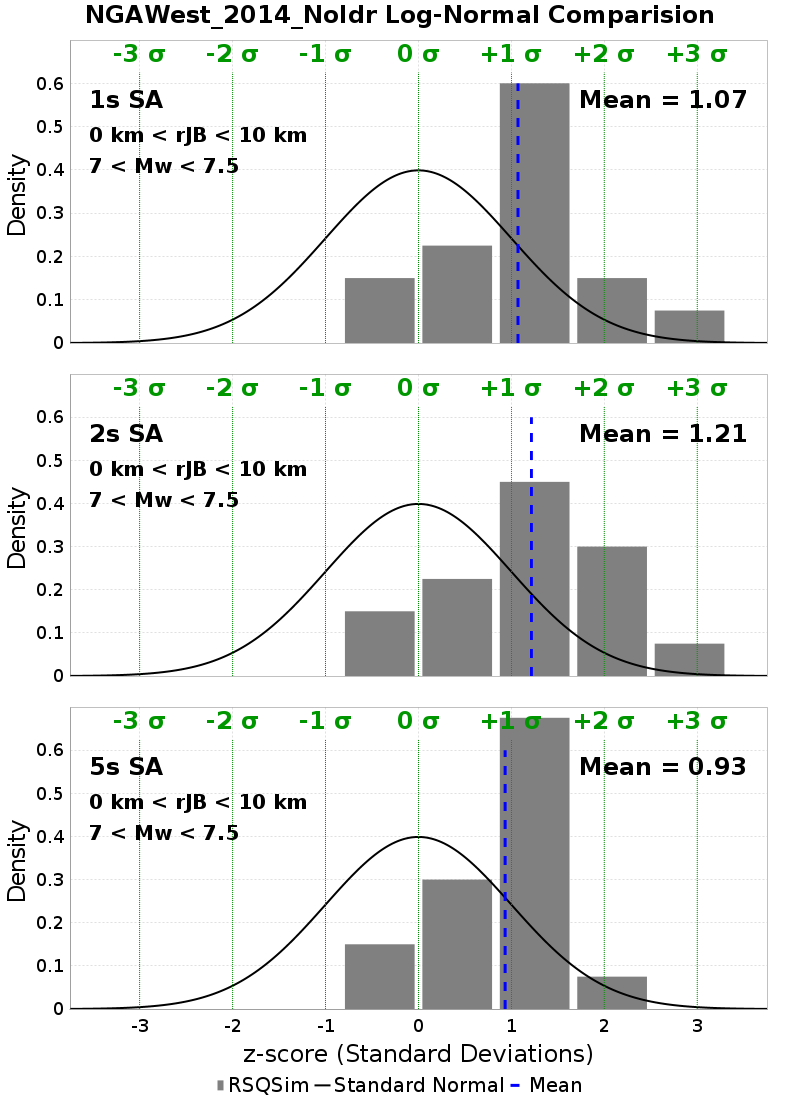 NGAWest_2014_NoIdr Log-Normal Comparision
-3 σ -2 σ -1 σ 0 σ +1 σ +2 σ +3 σ
1s SA
Mean = 1.07
0 km < rJB < 10 km
7 < Mw < 7.5
Density
0.6
0.5
0.4
0.3
0.2
0.1
0
-3 σ -2 σ -1 σ 0 σ +1 σ +2 σ +3 σ
2s SA
Mean = 1.21
0 km < rJB < 10 km
7 < Mw < 7.5
Density
0.6
0.5
0.4
0.3
0.2
0.1
0
-3 σ -2 σ -1 σ 0 σ +1 σ +2 σ +3 σ
5s SA
Mean = 0.93
0 km < rJB < 10 km
7 < Mw < 7.5
Density
0.6
0.5
0.4
0.3
0.2
0.1
0
-3 -2 -1 0 1 2 3
z-score (Standard Deviations)
RSQSim Standard Normal Mean